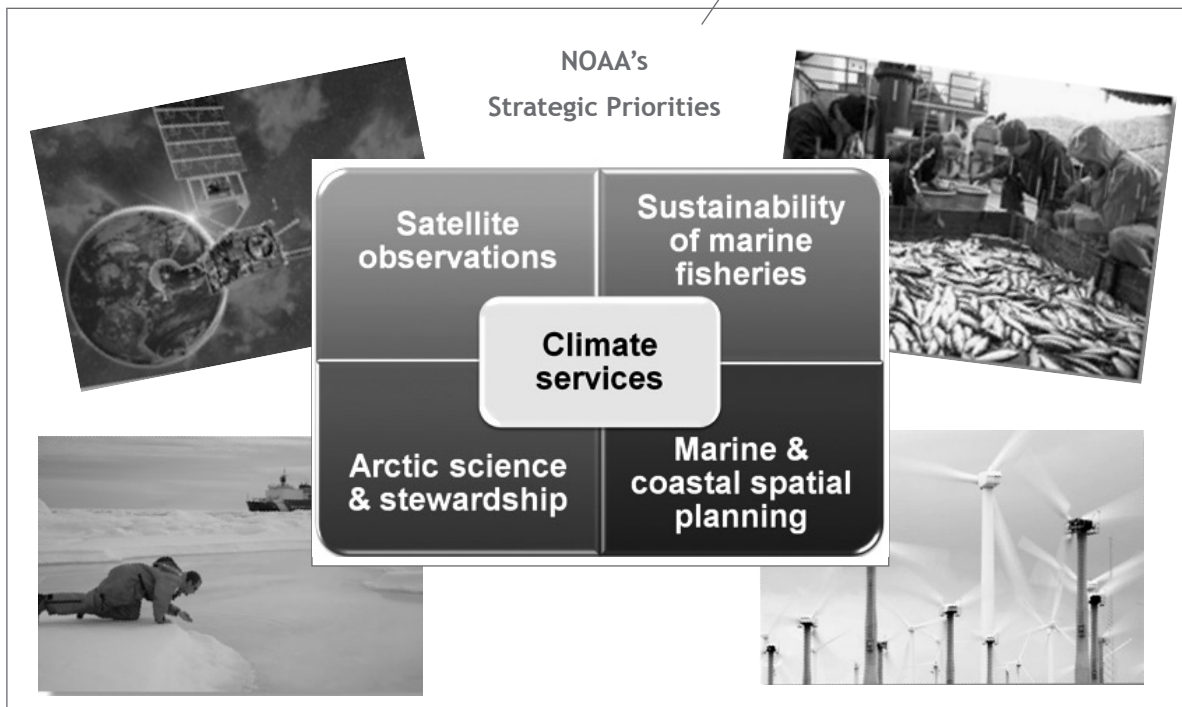 NOAA's
Strategic Priorities
Satellite
observations
Sustainability
of marine
fisheries
Climate
services
Arctic science
& stewardship
Marine &
coastal spatial
planning